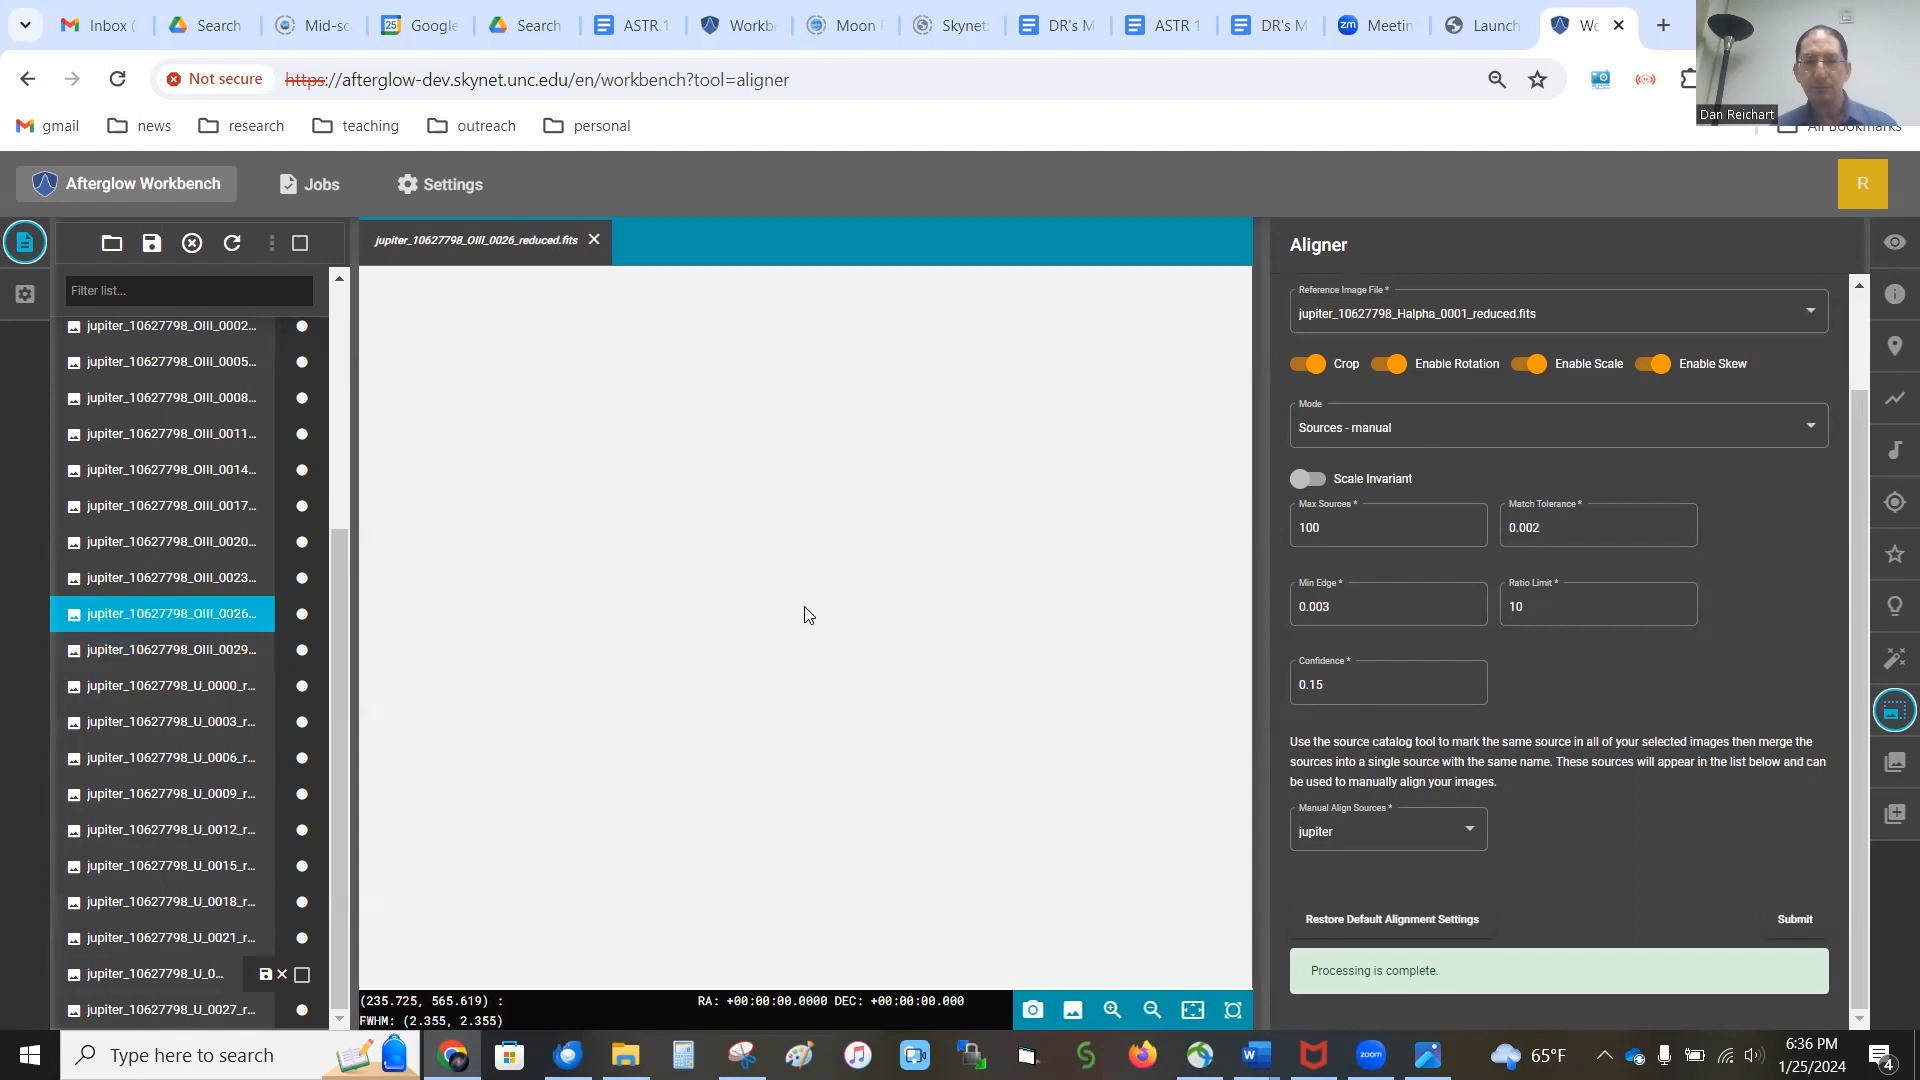 Inbox (
Search
Mid-sc
Google
Search
ASTR 1
Workb
Moon
Skynet
DR's M
ASTR 1
DR's M
Meetin
Launch
Wo
Not secure
https://afterglow-dev.skynet.unc.edu/en/workbench?tool=aligner
Dan Reichart
gmail
news
research
teaching
outreach
personal
All Bookmarks
Afterglow Workbench
Jobs
Settings
R
jupiter_10627798_OIII_0026_reduced.fits
Aligner
Filter list...
jupiter_10627798_OIII_0002...
jupiter_10627798_OIII_0005...
jupiter_10627798_OIII_0008...
jupiter_10627798_OIII_0011...
jupiter_10627798_OIII_0014...
jupiter_10627798_OIII_0017...
jupiter_10627798_OIII_0020...
jupiter_10627798_OIII_0023...
jupiter_10627798_OIII_0026...
jupiter_10627798_OIII_0029...
jupiter_10627798_U_0000_r...
jupiter_10627798_U_0003_r...
jupiter_10627798_U_0006_r...
jupiter_10627798_U_0009_r...
jupiter_10627798_U_0012_r...
jupiter_10627798_U_0015_r...
jupiter_10627798_U_0018_r...
jupiter_10627798_U_0021_r...
jupiter_10627798_U_0...
jupiter_10627798_U_0027_r...
Reference Image File *
jupiter_10627798_Halpha_0001_reduced.fits
Crop
Enable Rotation
Enable Scale
Enable Skew
Mode
Sources - manual
Scale Invariant
Max Sources *
100
Match Tolerance *
0.002
Min Edge *
0.003
Ratio Limit *
10
Confidence *
0.15
Use the source catalog tool to mark the same source in all of your selected images then merge the
sources into a single source with the same name. These sources will appear in the list below and can
be used to manually align your images.
Manual Align Sources *
jupiter
Restore Default Alignment Settings
Submit
Processing is complete.
(235.725, 565.619) :
RA: +00:00:00.0000 DEC: +00:00:00.000
FWHM: (2.355, 2.355)
Type here to search
zoom
65°F
6:36 PM
1/25/2024
4